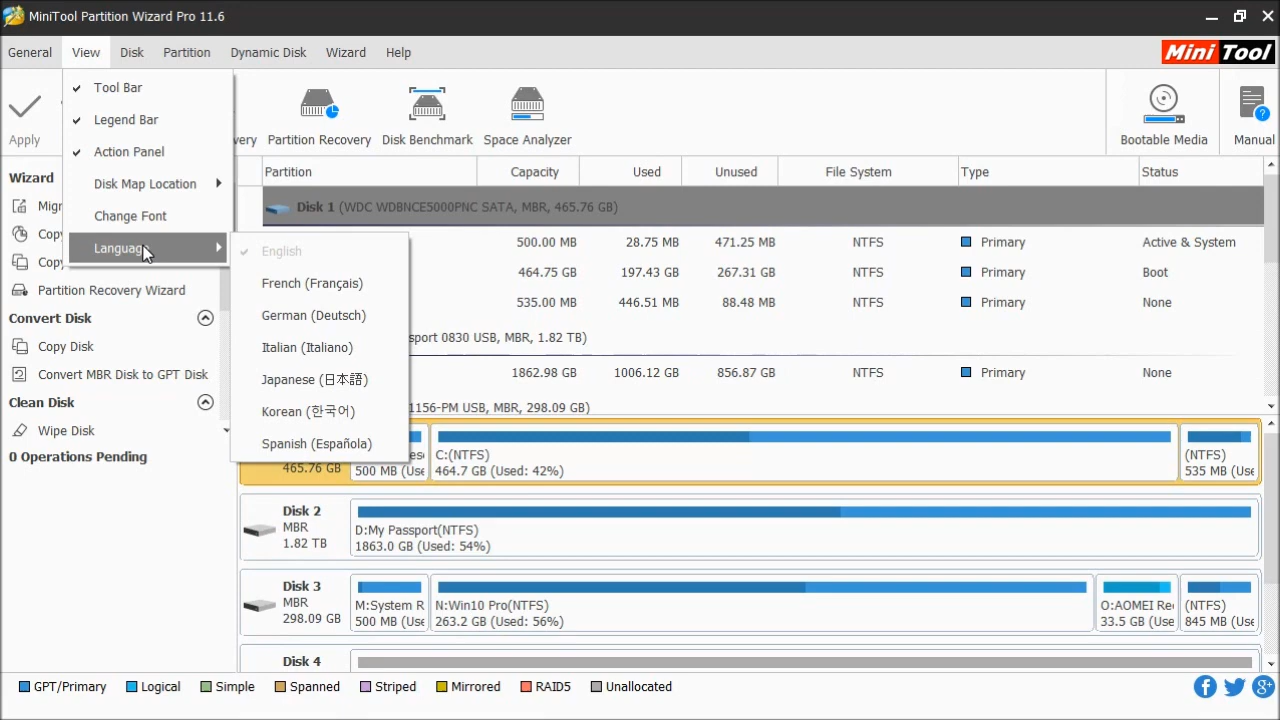 MiniTool Partition Wizard Pro 11.6
General View Disk Partition Dynamic Disk Wizard Help
Mini Tool
Tool Bar
Legend Bar
Action Panel
Disk Map Location
Change Font
Language
English
French (Français)
German (Deutsch)
Italian (Italiano)
Japanese (日本語)
Korean (한국어)
Spanish (Española)
Apply
very
Partition Recovery
Disk Benchmark
Space Analyzer
Bootable Media
Manual
Wizard
Migr
Copy
Copy
Partition Recovery Wizard
Convert Disk
Copy Disk
Convert MBR Disk to GPT Disk
Clean Disk
Wipe Disk
0 Operations Pending
Partition Capacity Used Unused File System Type Status
Disk 1 (WDC WDBNCE5000PNC SATA, MBR, 465.76 GB)
500.00 MB 28.75 MB 471.25 MB NTFS Primary Active & System
464.75 GB 197.43 GB 267.31 GB NTFS Primary Boot
535.00 MB 446.51 MB 88.48 MB NTFS Primary None
sport 0830 USB, MBR, 1.82 TB)
1862.98 GB 1006.12 GB 856.87 GB NTFS Primary None
1156-PM USB, MBR, 298.09 GB)
465.76 GB
500 MB (Use
C:(NTFS)
464.7 GB (Used: 42%)
(NTFS)
535 MB (Use
Disk 2
MBR
1.82 TB
D:My Passport(NTFS)
1863.0 GB (Used: 54%)
Disk 3
MBR
298.09 GB
M:System R
500 MB (Use
N:Win10 Pro(NTFS)
263.2 GB (Used: 56%)
O:AOMEI Re
33.5 GB (Us
(NTFS)
845 MB (Use
Disk 4
GPT/Primary Logical Simple Spanned Striped Mirrored RAID5 Unallocated